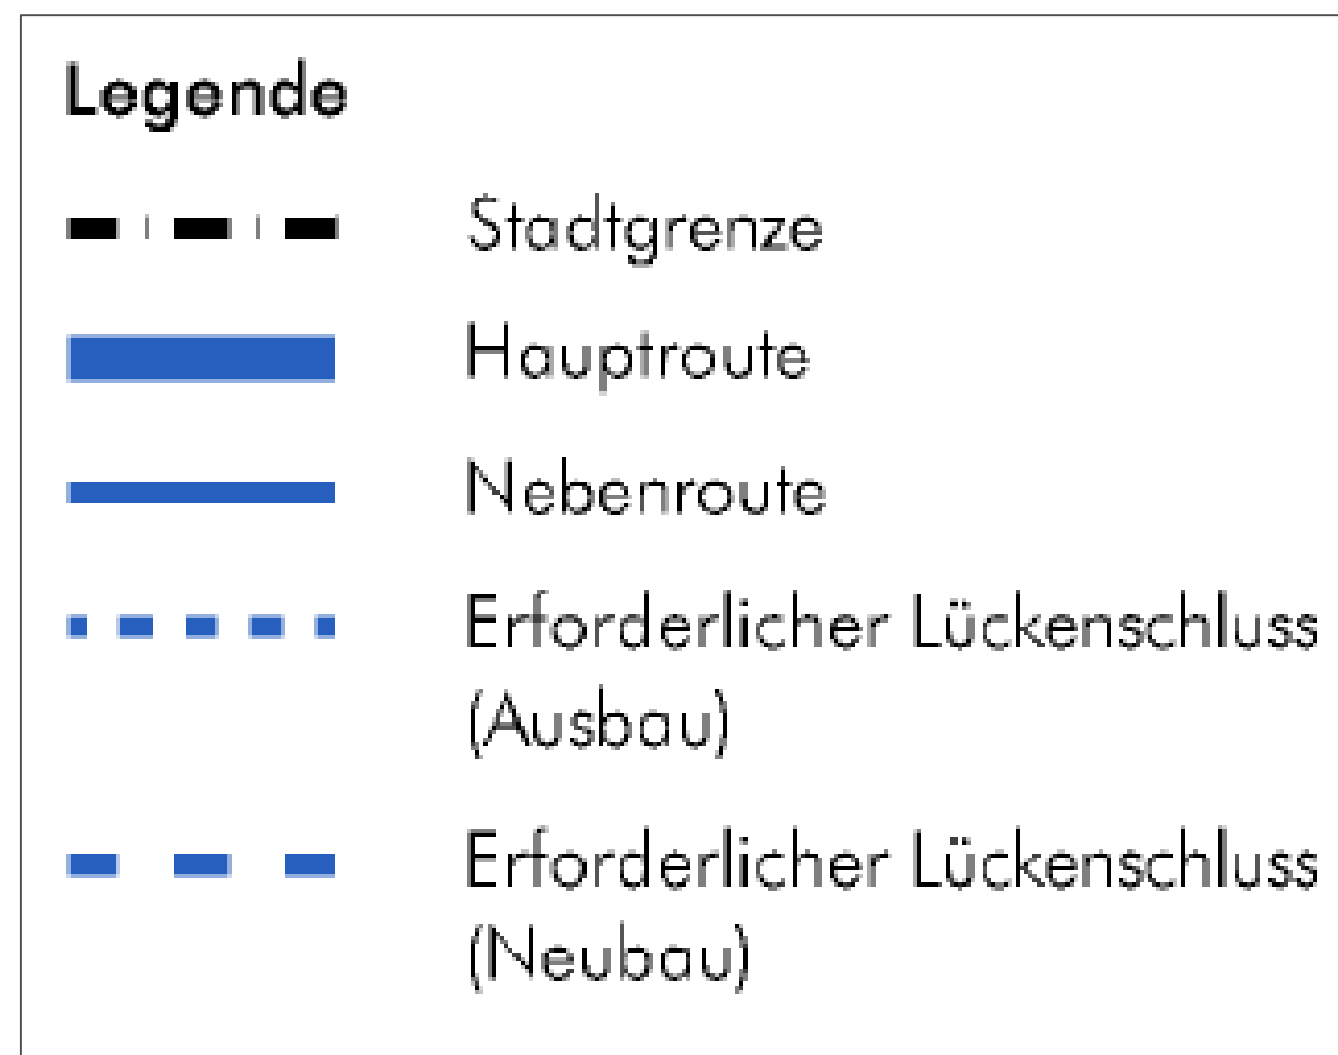 Legende
Stadtgrenze
Hauptroute
Nebenroute
Erforderlicher Lückenschluss
(Ausbau)
Erforderlicher Lückenschluss
(Neubau)